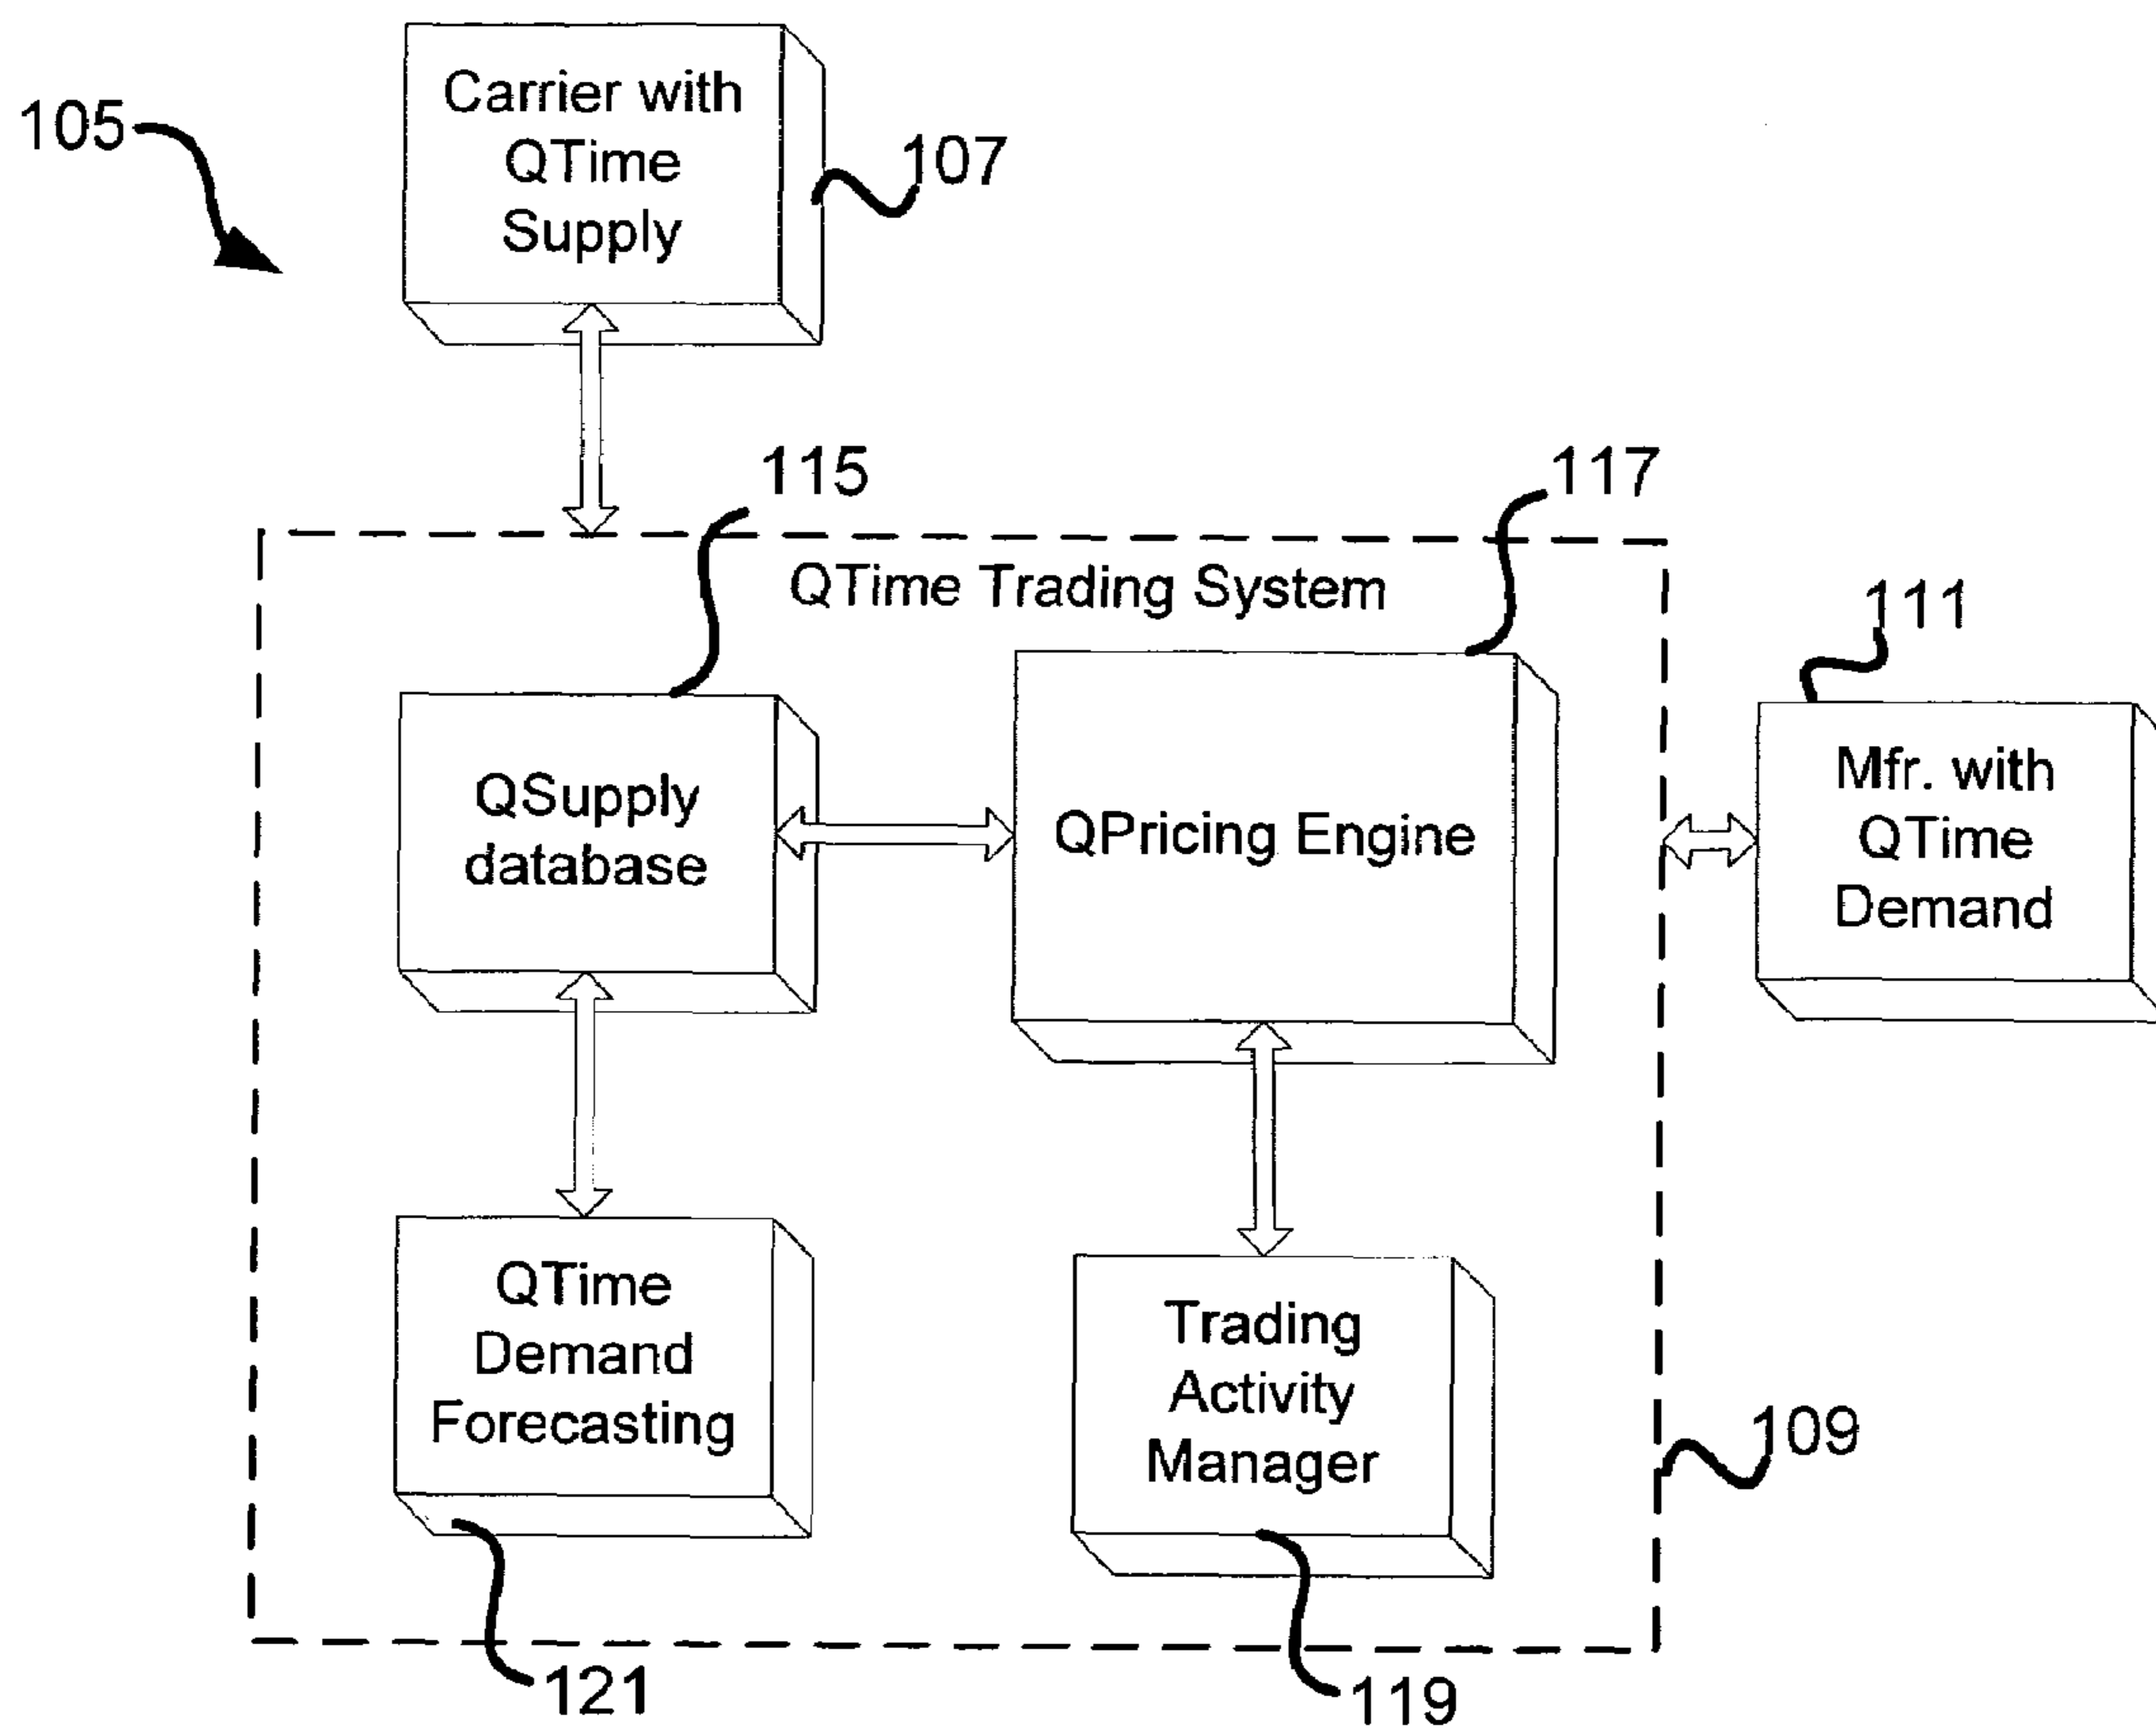 105
Carrier with
QTime
Supply
107
115
117
QTime Trading System
111
QSupply
database
QPricing Engine
Mfr. with
QTime
Demand
QTime
Demand
Forecasting
Trading
Activity
Manager
109
121
119